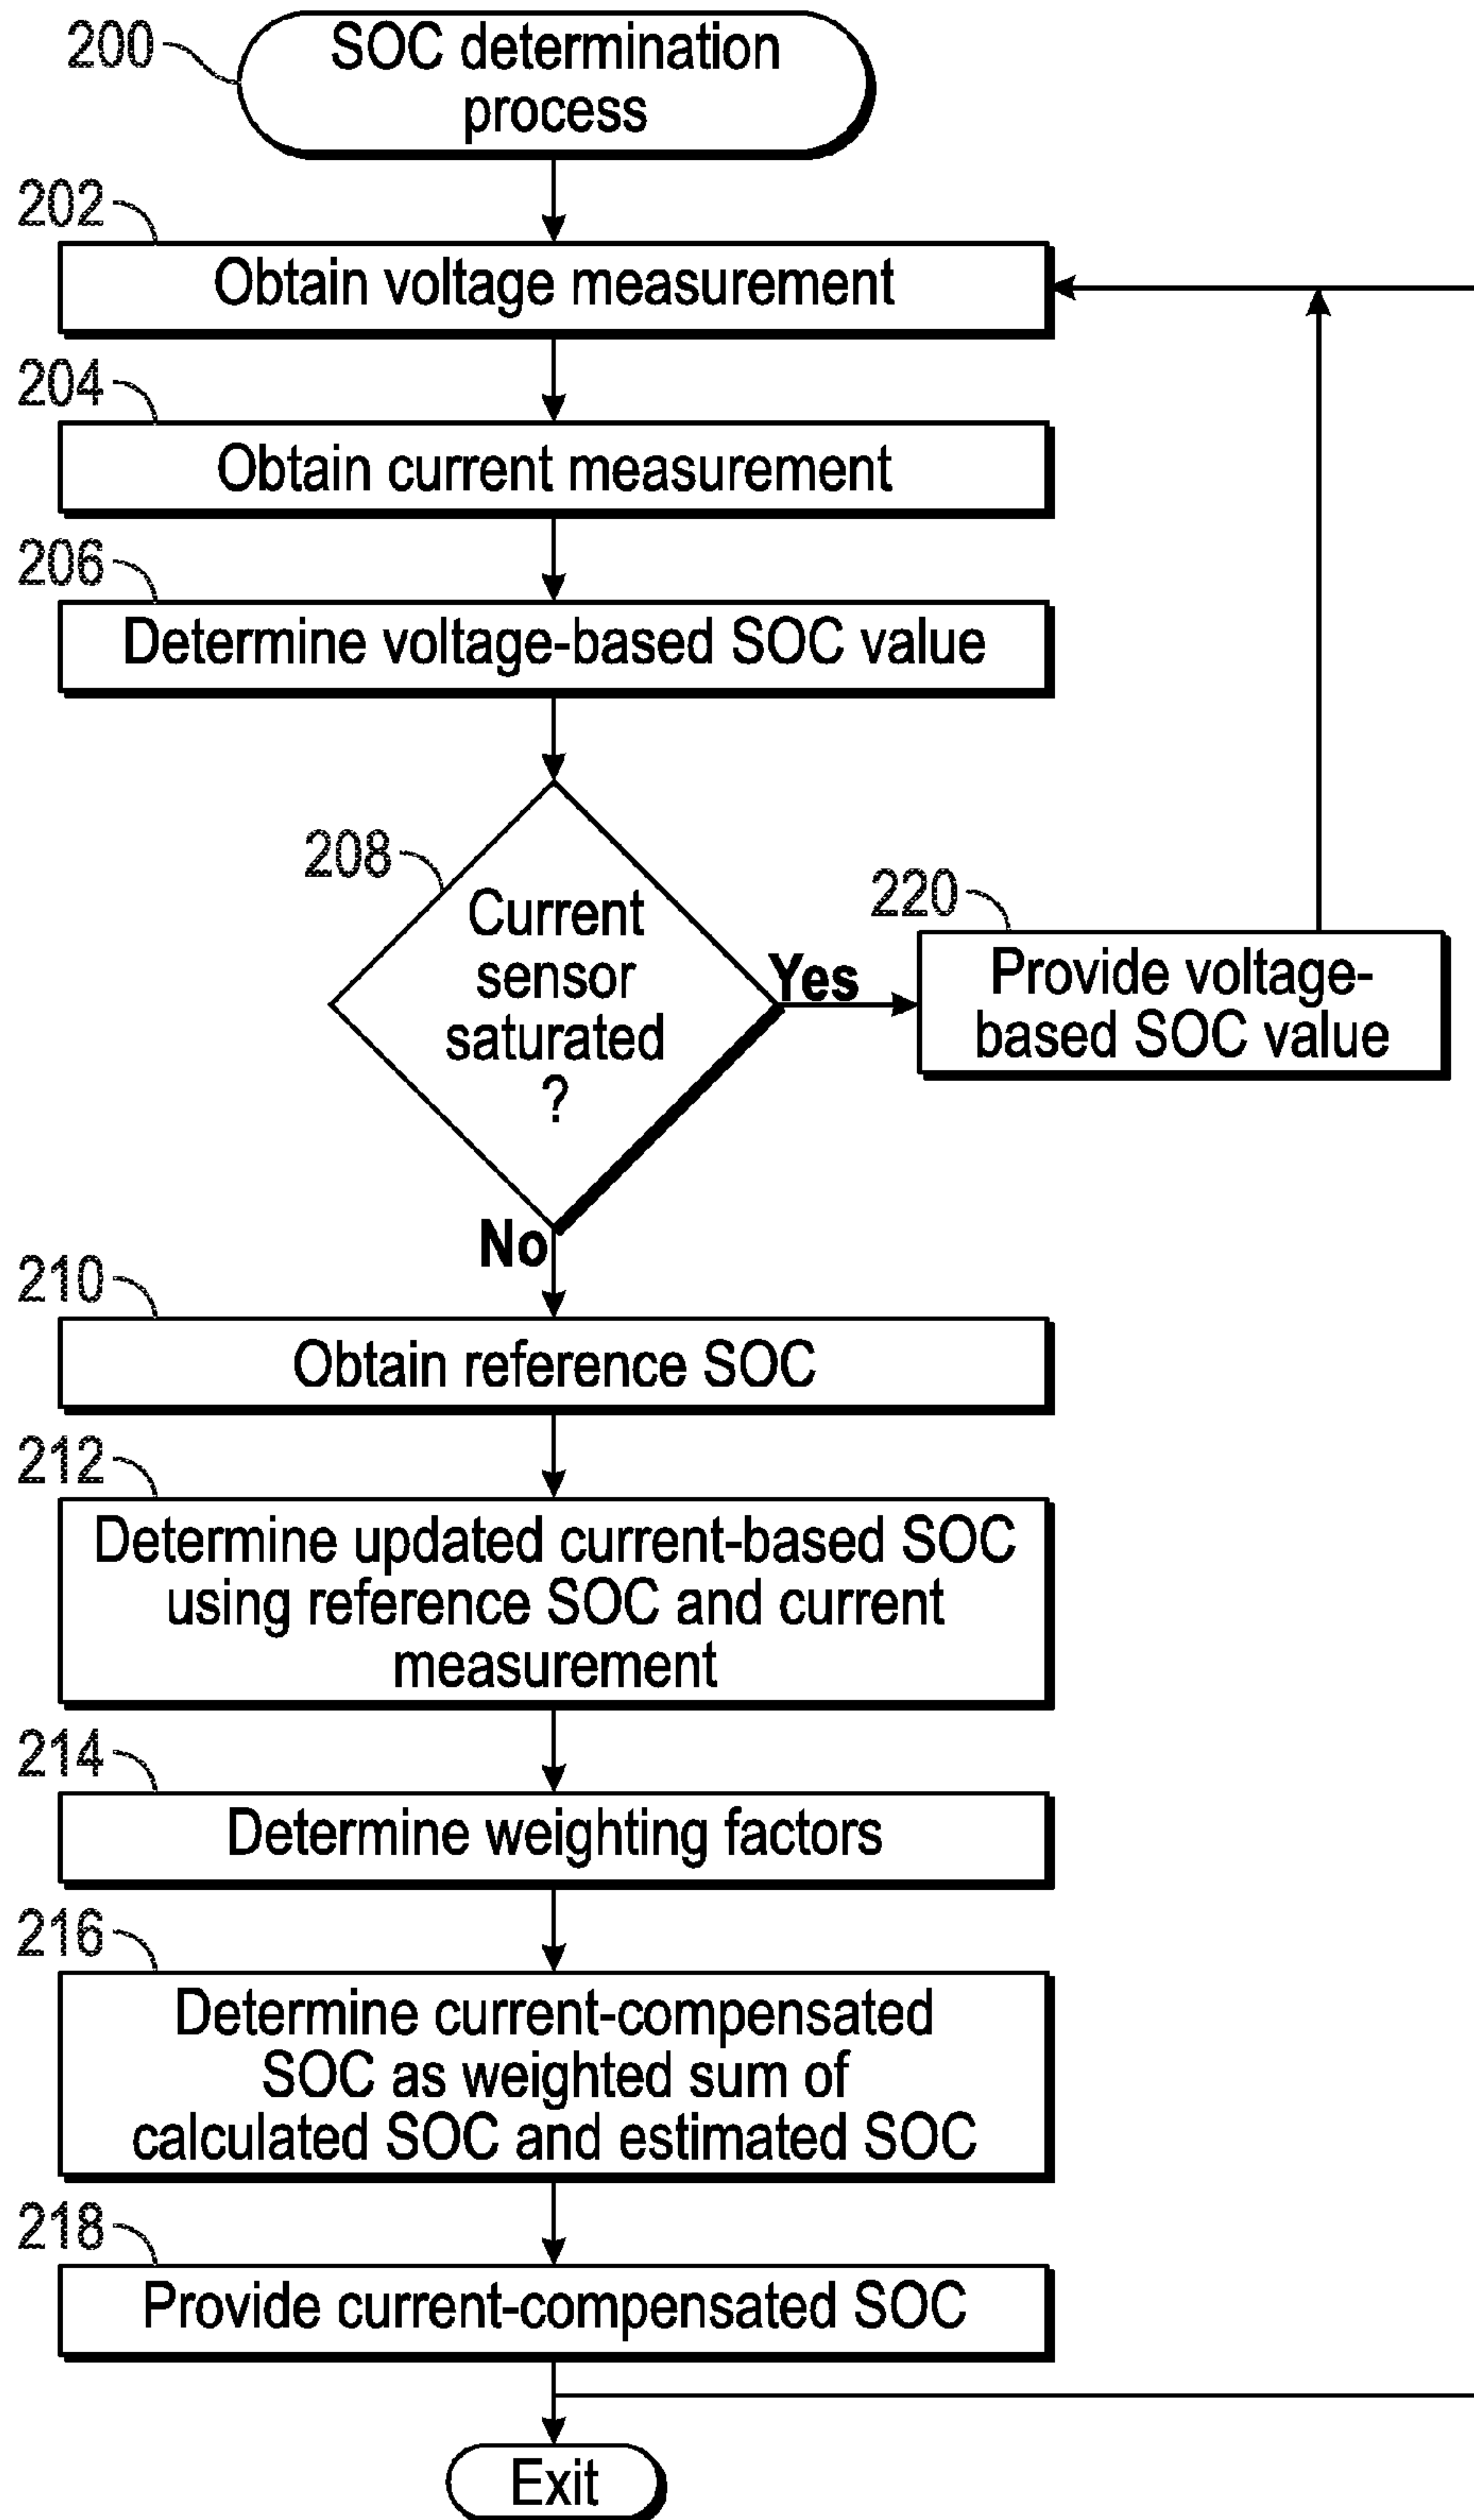 200
SOC determination
process
202
Obtain voltage measurement
204
Obtain current measurement
206
Determine voltage-based SOC value
208
Current
sensor
saturated
?
Yes
220
Provide voltage-
based SOC value
No
210
Obtain reference SOC
212
Determine updated current-based SOC
using reference SOC and current
measurement
214
Determine weighting factors
216
Determine current-compensated
SOC as weighted sum of
calculated SOC and estimated SOC
218
Provide current-compensated SOC
Exit